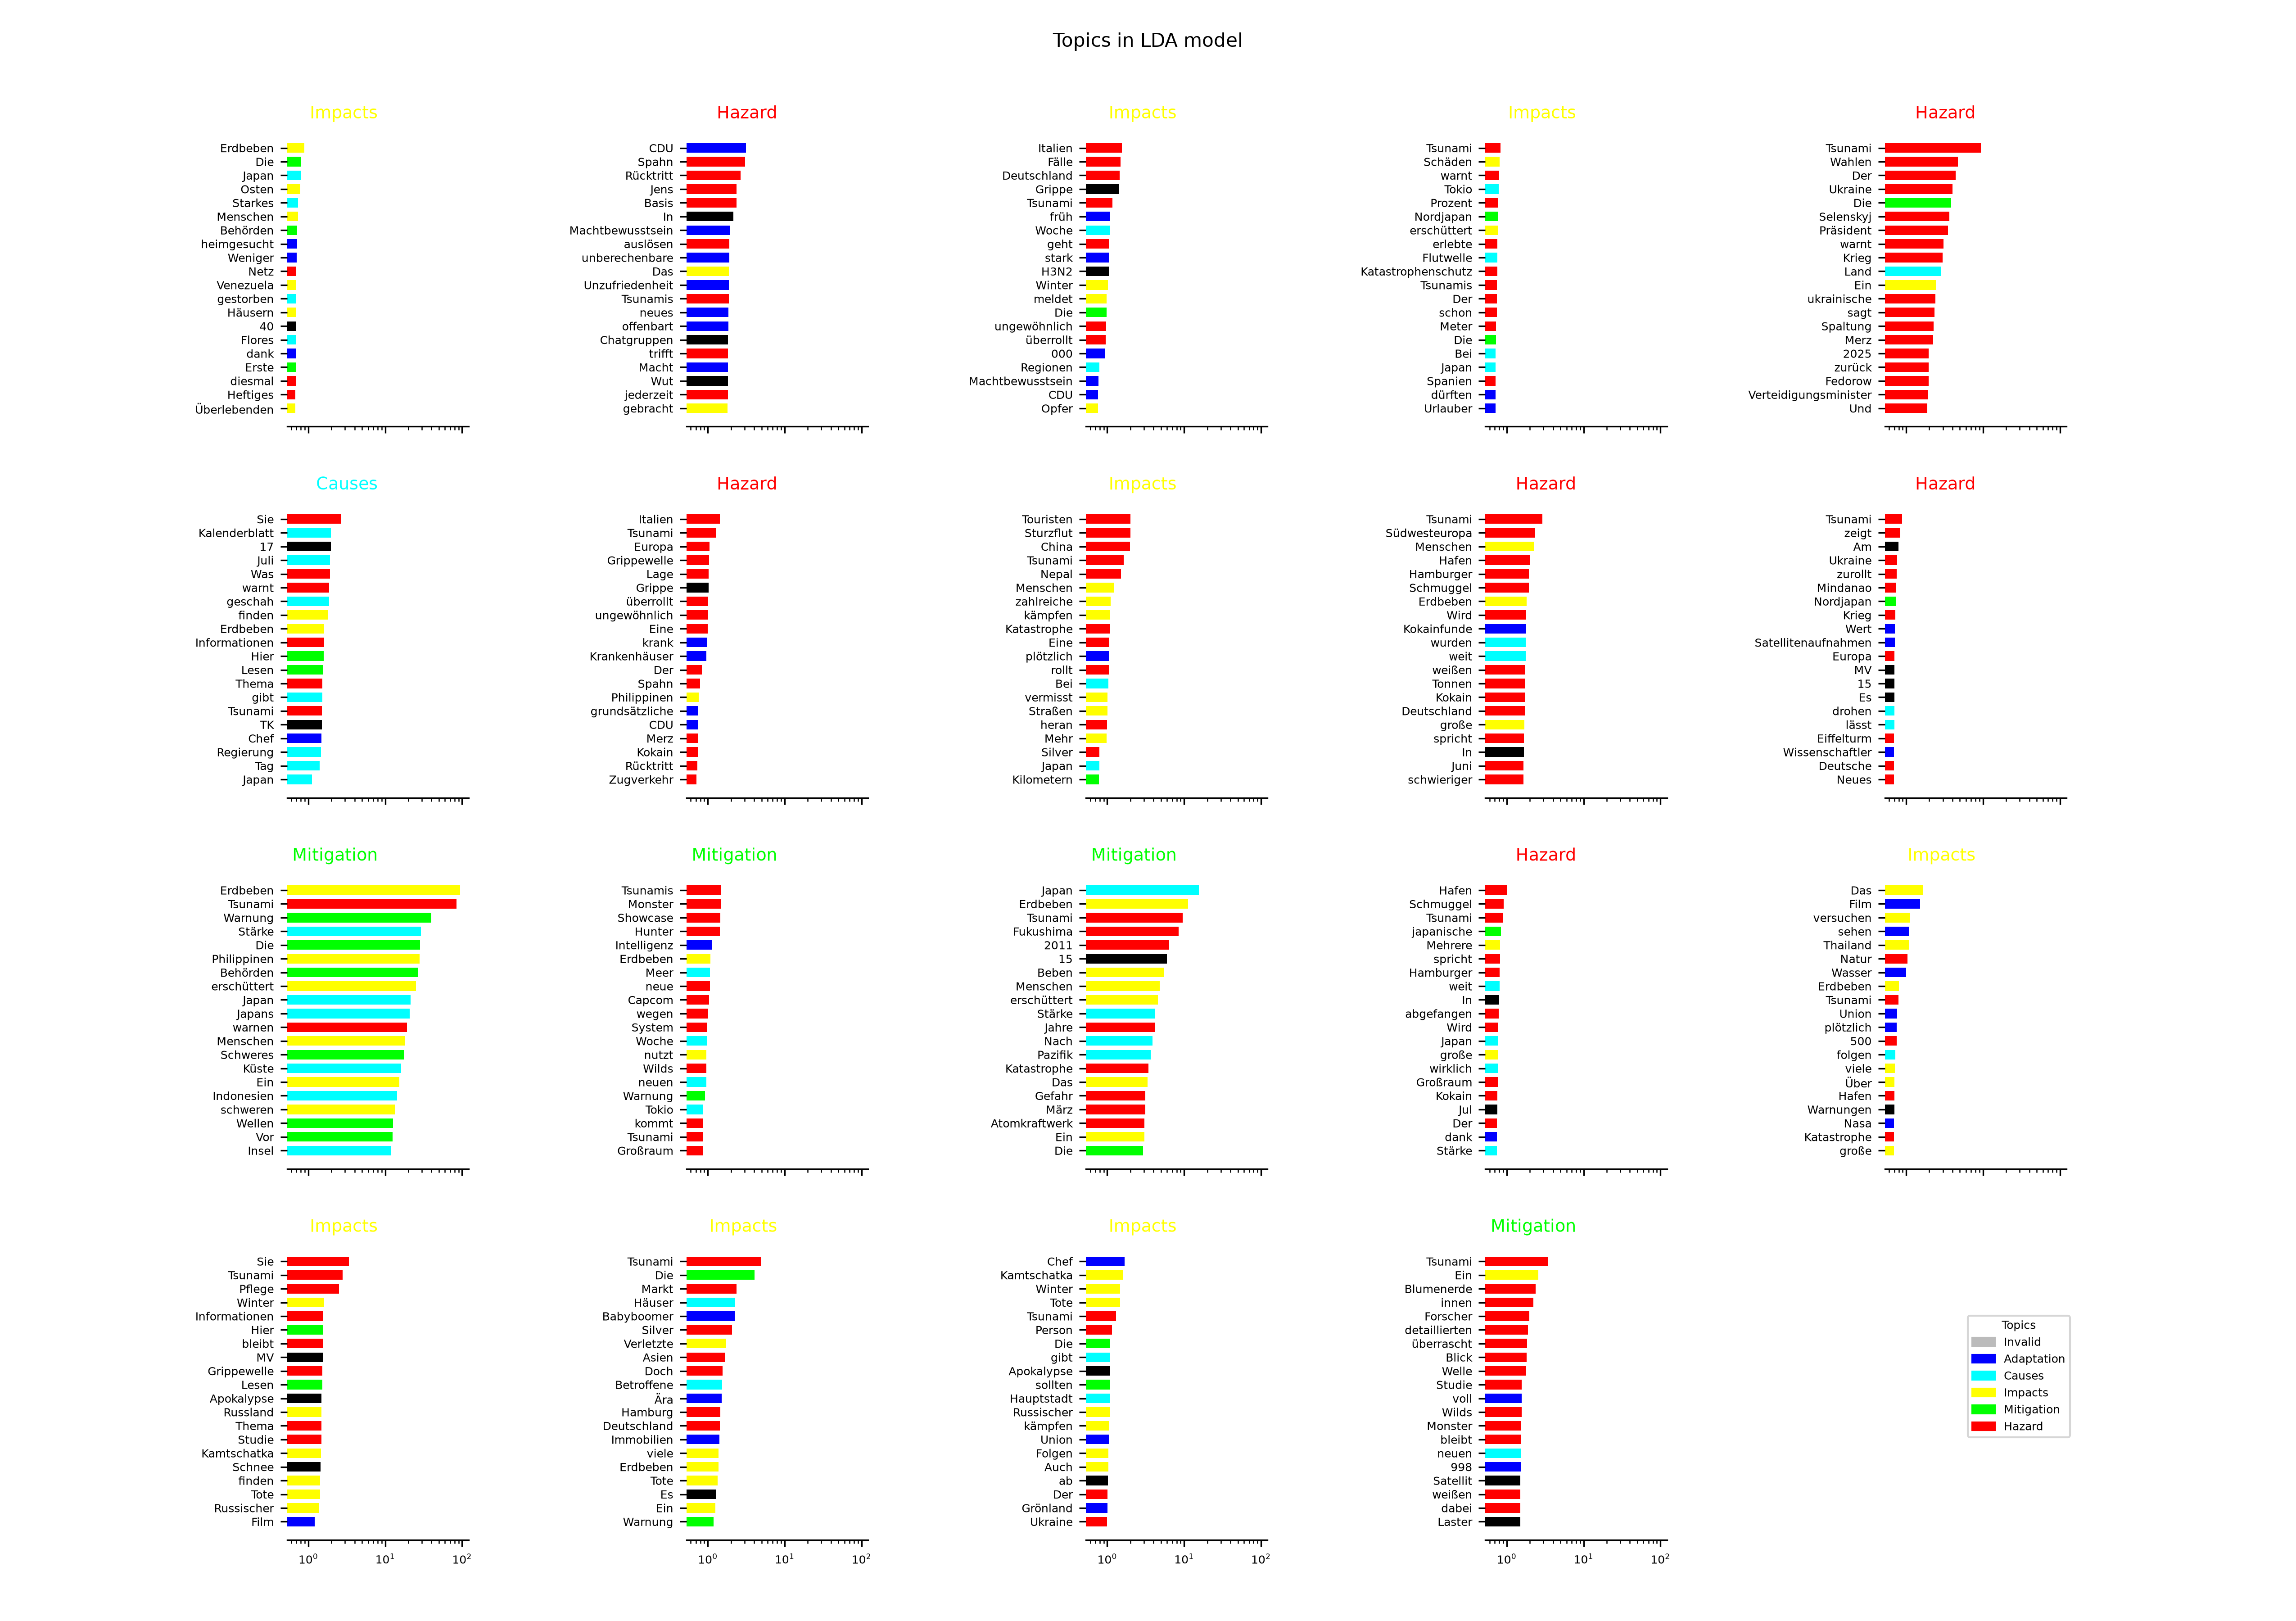 Topics in LDA model
Impacts
Erdbeben
Die
Japan
Osten
Starkes
Menschen
Behörden
heimgesucht
Weniger
Netz
Venezuela
gestorben
Häusern
40
Flores
dank
Erste
diesmal
Heftiges
Überlebenden
Hazard
CDU
Spahn
Rücktritt
Jens
Basis
In
Machtbewusstsein
auslösen
unberechenbare
Das
Unzufriedenheit
Tsunamis
neues
offenbart
Chatgruppen
trifft
Macht
Wut
jederzeit
gebracht
Impacts
Italien
Fälle
Deutschland
Grippe
Tsunami
früh
Woche
geht
stark
H3N2
Winter
meldet
Die
ungewöhnlich
überrollt
000
Regionen
Machtbewusstsein
CDU
Opfer
Impacts
Tsunami
Schäden
warnt
Tokio
Prozent
Nordjapan
erschüttert
erlebte
Flutwelle
Katastrophenschutz
Tsunamis
Der
schon
Meter
Die
Bei
Japan
Spanien
dürften
Urlauber
Hazard
Tsunami
Wahlen
Der
Ukraine
Die
Selenskyj
Präsident
warnt
Krieg
Land
Ein
ukrainische
sagt
Spaltung
Merz
2025
zurück
Fedorow
Verteidigungsminister
Und
Causes
Sie
Kalenderblatt
17
Juli
Was
warnt
geschah
finden
Erdbeben
Informationen
Hier
Lesen
Thema
gibt
Tsunami
TK
Chef
Regierung
Tag
Japan
Hazard
Italien
Tsunami
Europa
Grippewelle
Lage
Grippe
überrollt
ungewöhnlich
Eine
krank
Krankenhäuser
Der
Spahn
Philippinen
grundsätzliche
CDU
Merz
Kokain
Rücktritt
Zugverkehr
Impacts
Touristen
Sturzflut
China
Tsunami
Nepal
Menschen
zahlreiche
kämpfen
Katastrophe
Eine
plötzlich
rollt
Bei
vermisst
Straßen
heran
Mehr
Silver
Japan
Kilometern
Hazard
Tsunami
Südwesteuropa
Menschen
Hafen
Hamburger
Schmuggel
Erdbeben
Wird
Kokainfunde
wurden
weit
weißen
Tonnen
Kokain
Deutschland
große
spricht
In
Juni
schwieriger
Hazard
Tsunami
zeigt
Am
Ukraine
zurollt
Mindanao
Nordjapan
Krieg
Wert
Satellitenaufnahmen
Europa
MV
15
Es
drohen
lässt
Eiffelturm
Wissenschaftler
Deutsche
Neues
Mitigation
Erdbeben
Tsunami
Warnung
Stärke
Die
Philippinen
Behörden
erschüttert
Japan
Japans
warnen
Menschen
Schweres
Küste
Ein
Indonesien
schweren
Wellen
Vor
Insel
Mitigation
Tsunamis
Monster
Showcase
Hunter
Intelligenz
Erdbeben
Meer
neue
Capcom
wegen
System
Woche
nutzt
Wilds
neuen
Warnung
Tokio
kommt
Tsunami
Großraum
Mitigation
Japan
Erdbeben
Tsunami
Fukushima
2011
15
Beben
Menschen
erschüttert
Stärke
Jahre
Nach
Pazifik
Katastrophe
Das
Gefahr
März
Atomkraftwerk
Ein
Die
Hazard
Hafen
Schmuggel
Tsunami
japanische
Mehrere
spricht
Hamburger
weit
In
abgefangen
Wird
Japan
große
wirklich
Großraum
Kokain
Jul
Der
dank
Stärke
Impacts
Das
Film
versuchen
sehen
Thailand
Natur
Wasser
Erdbeben
Tsunami
Union
plötzlich
500
folgen
viele
Über
Hafen
Warnungen
Nasa
Katastrophe
große
Impacts
Sie
Tsunami
Pflege
Winter
Informationen
Hier
bleibt
MV
Grippewelle
Lesen
Apokalypse
Russland
Thema
Studie
Kamtschatka
Schnee
finden
Tote
Russischer
Film
10⁰ 10¹ 10²
Impacts
Tsunami
Die
Markt
Häuser
Babyboomer
Silver
Verletzte
Asien
Doch
Betroffene
Ära
Hamburg
Deutschland
Immobilien
viele
Erdbeben
Tote
Es
Ein
Warnung
10⁰ 10¹ 10²
Impacts
Chef
Kamtschatka
Winter
Tote
Tsunami
Person
Die
gibt
Apokalypse
sollten
Hauptstadt
Russischer
kämpfen
Union
Folgen
Auch
ab
Der
Grönland
Ukraine
10⁰ 10¹ 10²
Mitigation
Tsunami
Ein
Blumenerde
innen
Forscher
detaillierten
überrascht
Blick
Welle
Studie
voll
Wilds
Monster
bleibt
neuen
998
Satellit
weißen
dabei
Laster
10⁰ 10¹ 10²
Topics
Invalid
Adaptation
Causes
Impacts
Mitigation
Hazard